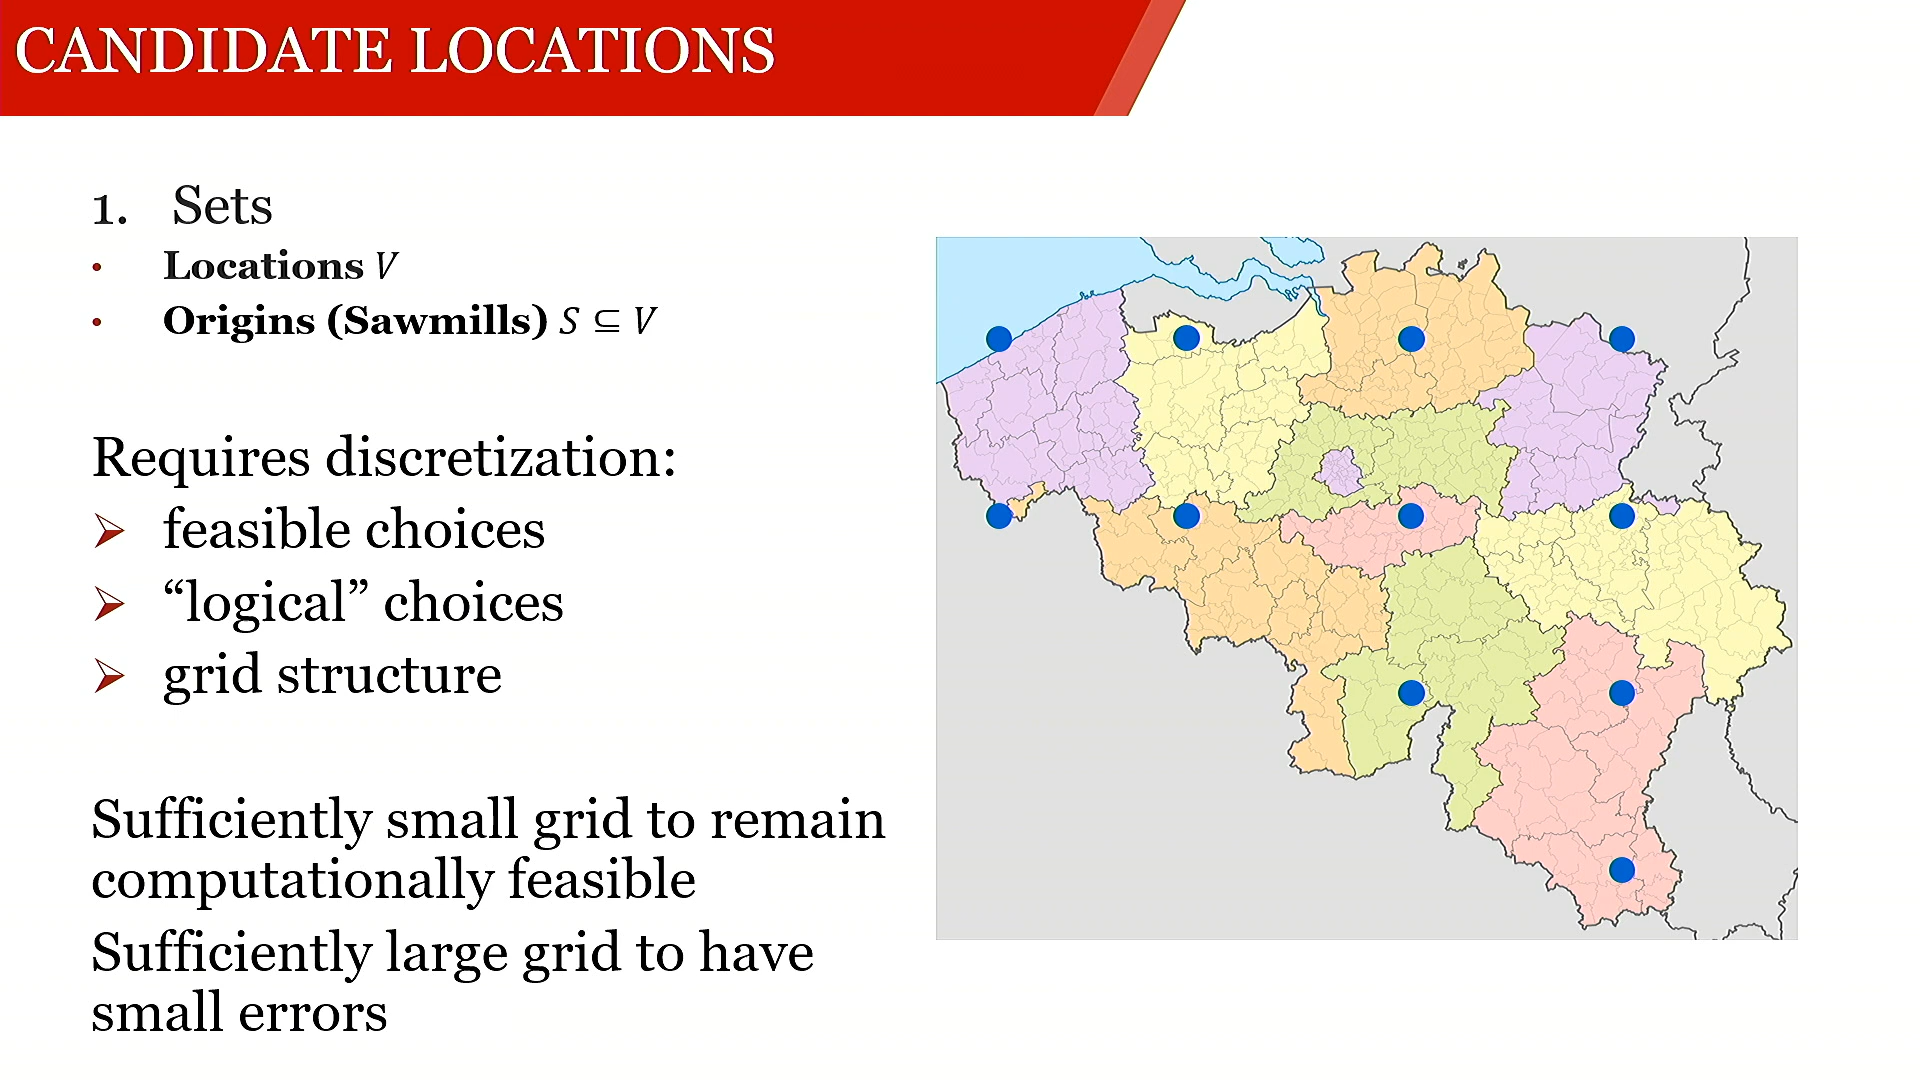 CANDIDATE LOCATIONS
1. Sets
• Locations V
• Origins (Sawmills) S ⊆ V
Requires discretization:
➢ feasible choices
➢ “logical” choices
➢ grid structure
Sufficiently small grid to remain
computationally feasible
Sufficiently large grid to have
small errors